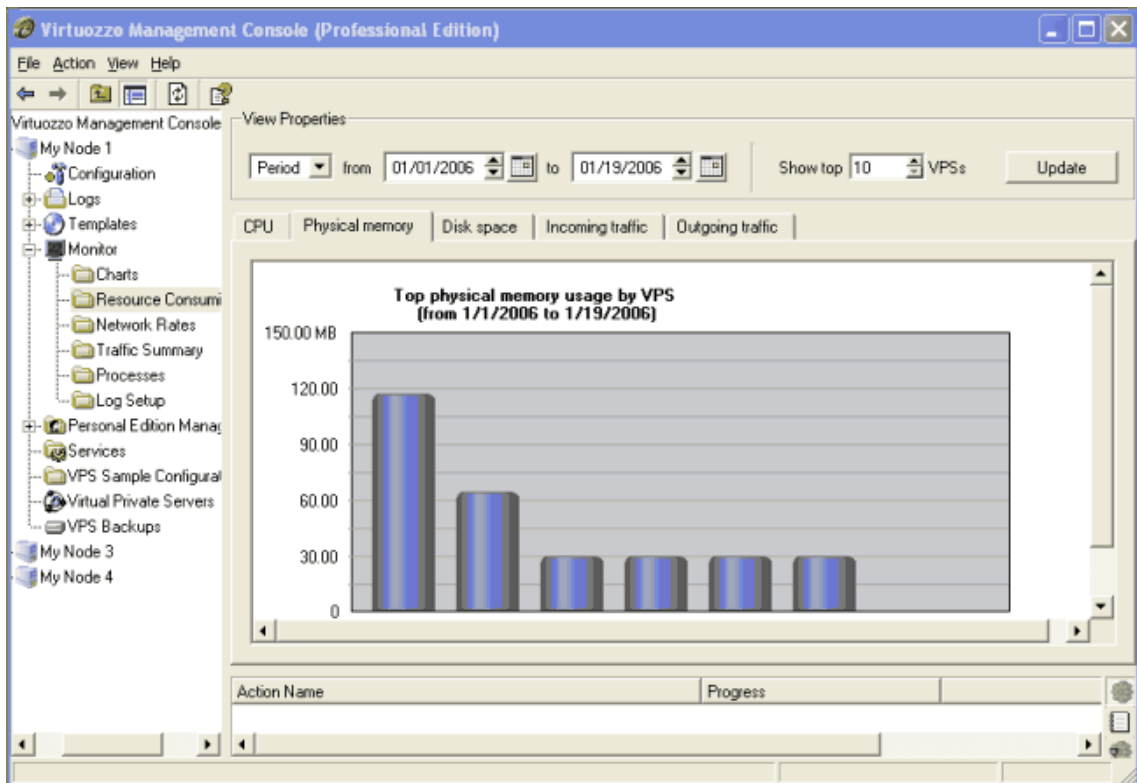 Virtuozzo Management Console (Professional Edition)
File Action View Help
Virtuozzo Management Console
My Node 1
Configuration
Logs
Templates
Monitor
Charts
Resource Consumi
Network Rates
Traffic Summary
Processes
Log Setup
Personal Edition Manag
Services
VPS Sample Configurat
Virtual Private Servers
VPS Backups
My Node 3
My Node 4
View Properties
Period from 01/01/2006 to 01/19/2006 Show top 10 VPSs Update
CPU Physical memory Disk space Incoming traffic Outgoing traffic
Top physical memory usage by VPS
(from 1/1/2006 to 1/19/2006)
150.00 MB
120.00
90.00
60.00
30.00
0
Action Name Progress